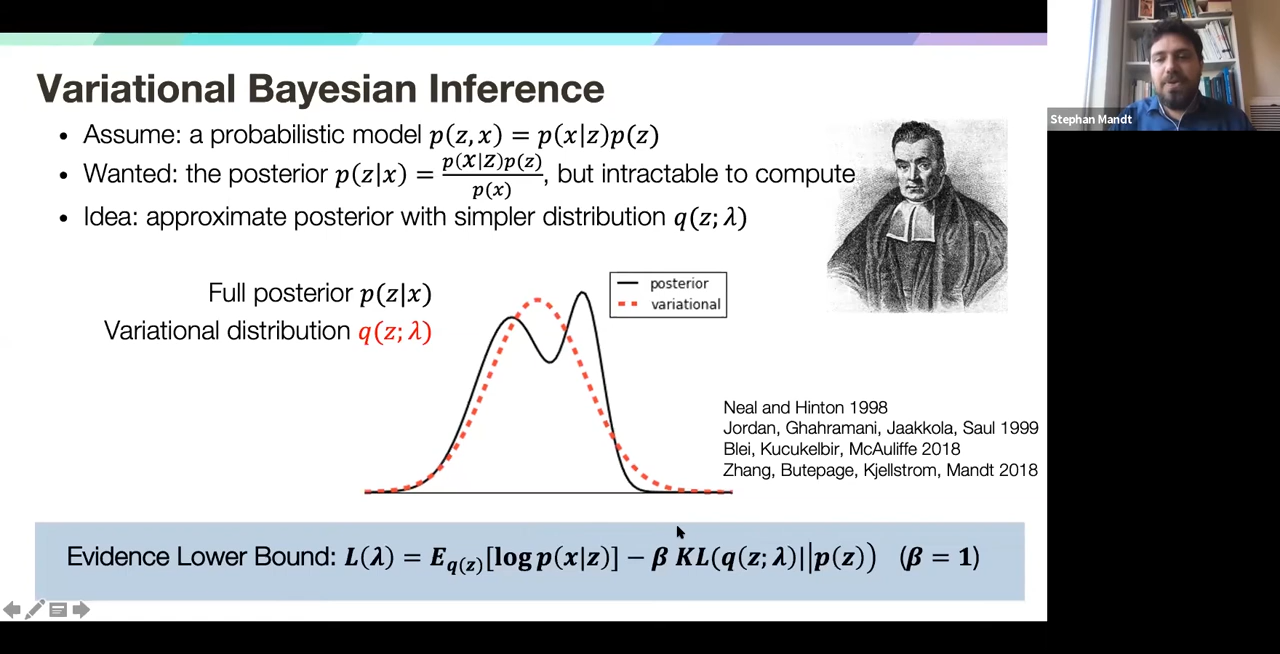 Variational Bayesian Inference
• Assume: a probabilistic model p(z, x) = p(x|z)p(z)
• Wanted: the posterior p(z|x) = p(X|Z)p(z) / p(x), but intractable to compute
• Idea: approximate posterior with simpler distribution q(z; λ)
Full posterior p(z|x)
Variational distribution q(z; λ)
posterior
variational
Neal and Hinton 1998
Jordan, Ghahramani, Jaakkola, Saul 1999
Blei, Kucukelbir, McAuliffe 2018
Zhang, Butepage, Kjellstrom, Mandt 2018
Evidence Lower Bound: L(λ) = E_q(z)[log p(x|z)] − β KL(q(z; λ)||p(z)) (β = 1)
Stephan Mandt